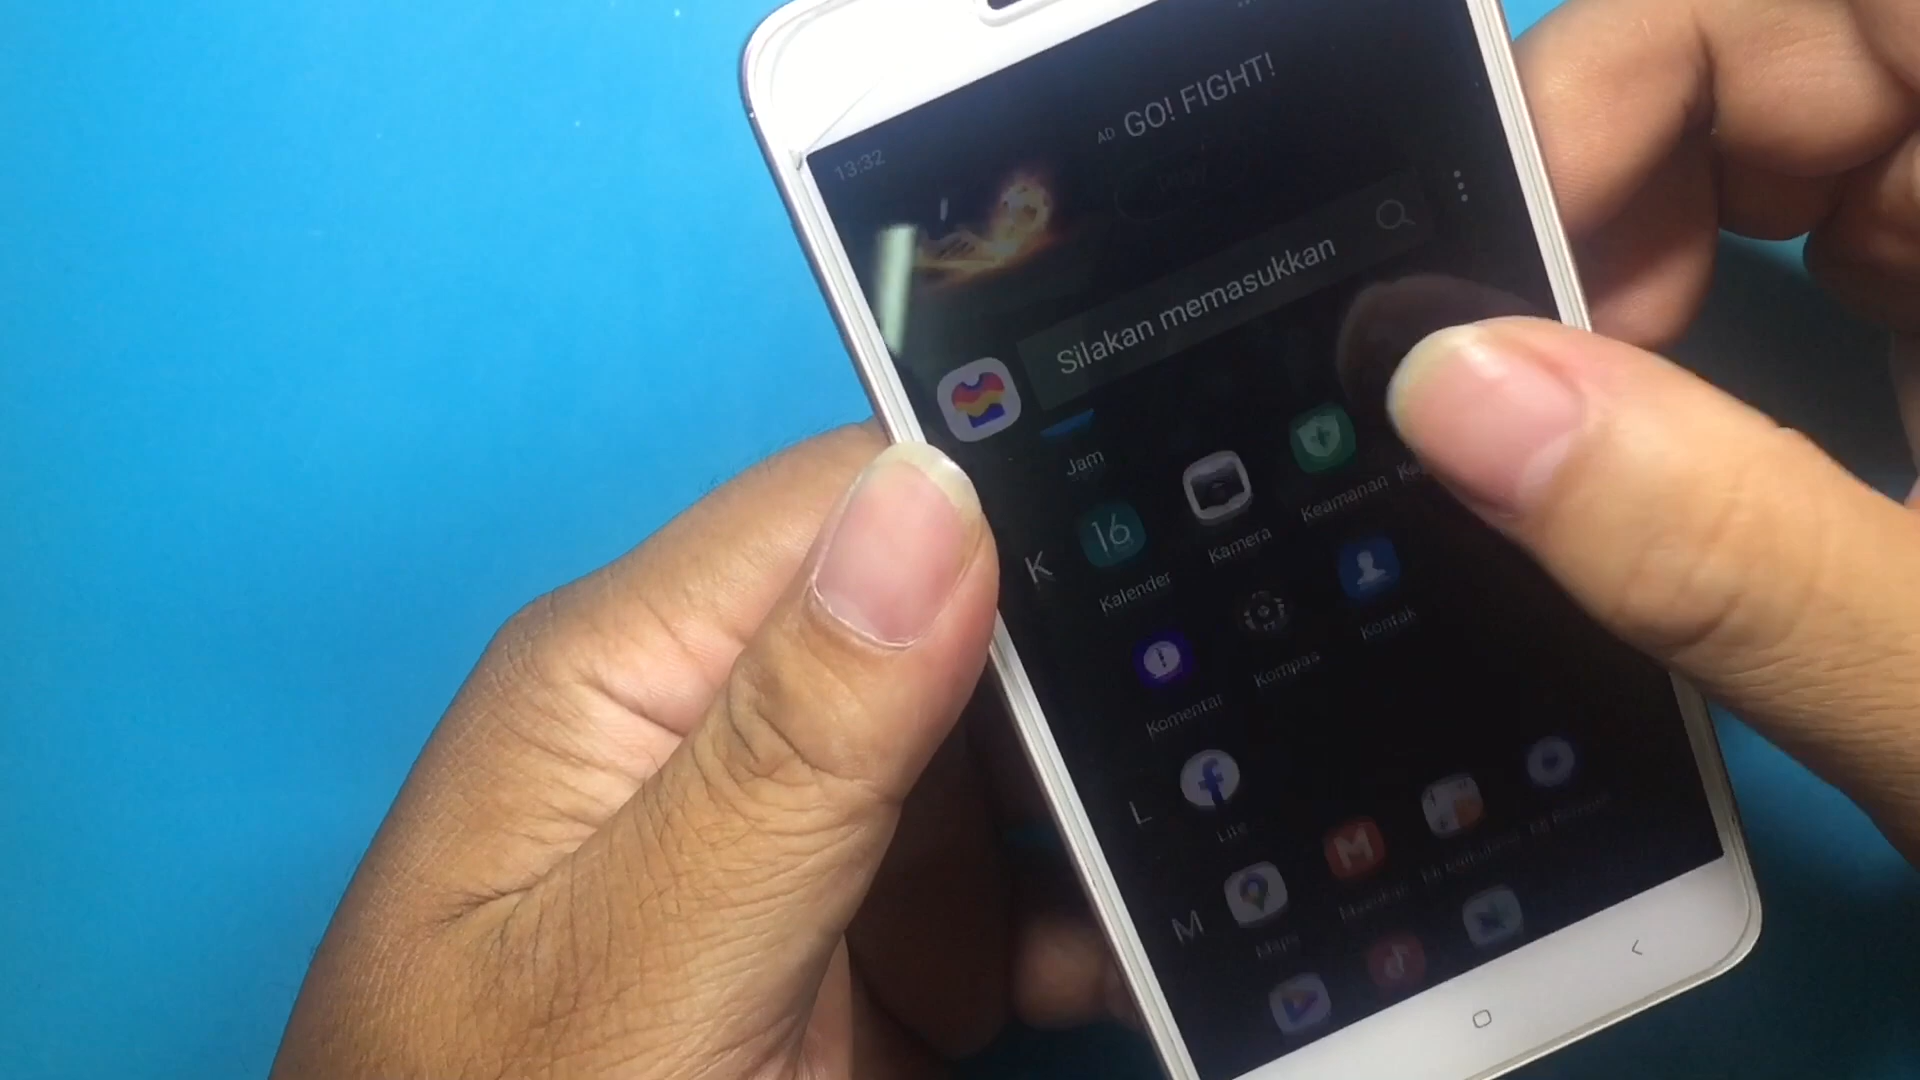 13:32
AD GO! FIGHT!
Silakan memasukkan
Jam
K
16
Kalender
Kamera
Keamanan
Komentar
Kompas
Kontak
L
Lite
M
Maps